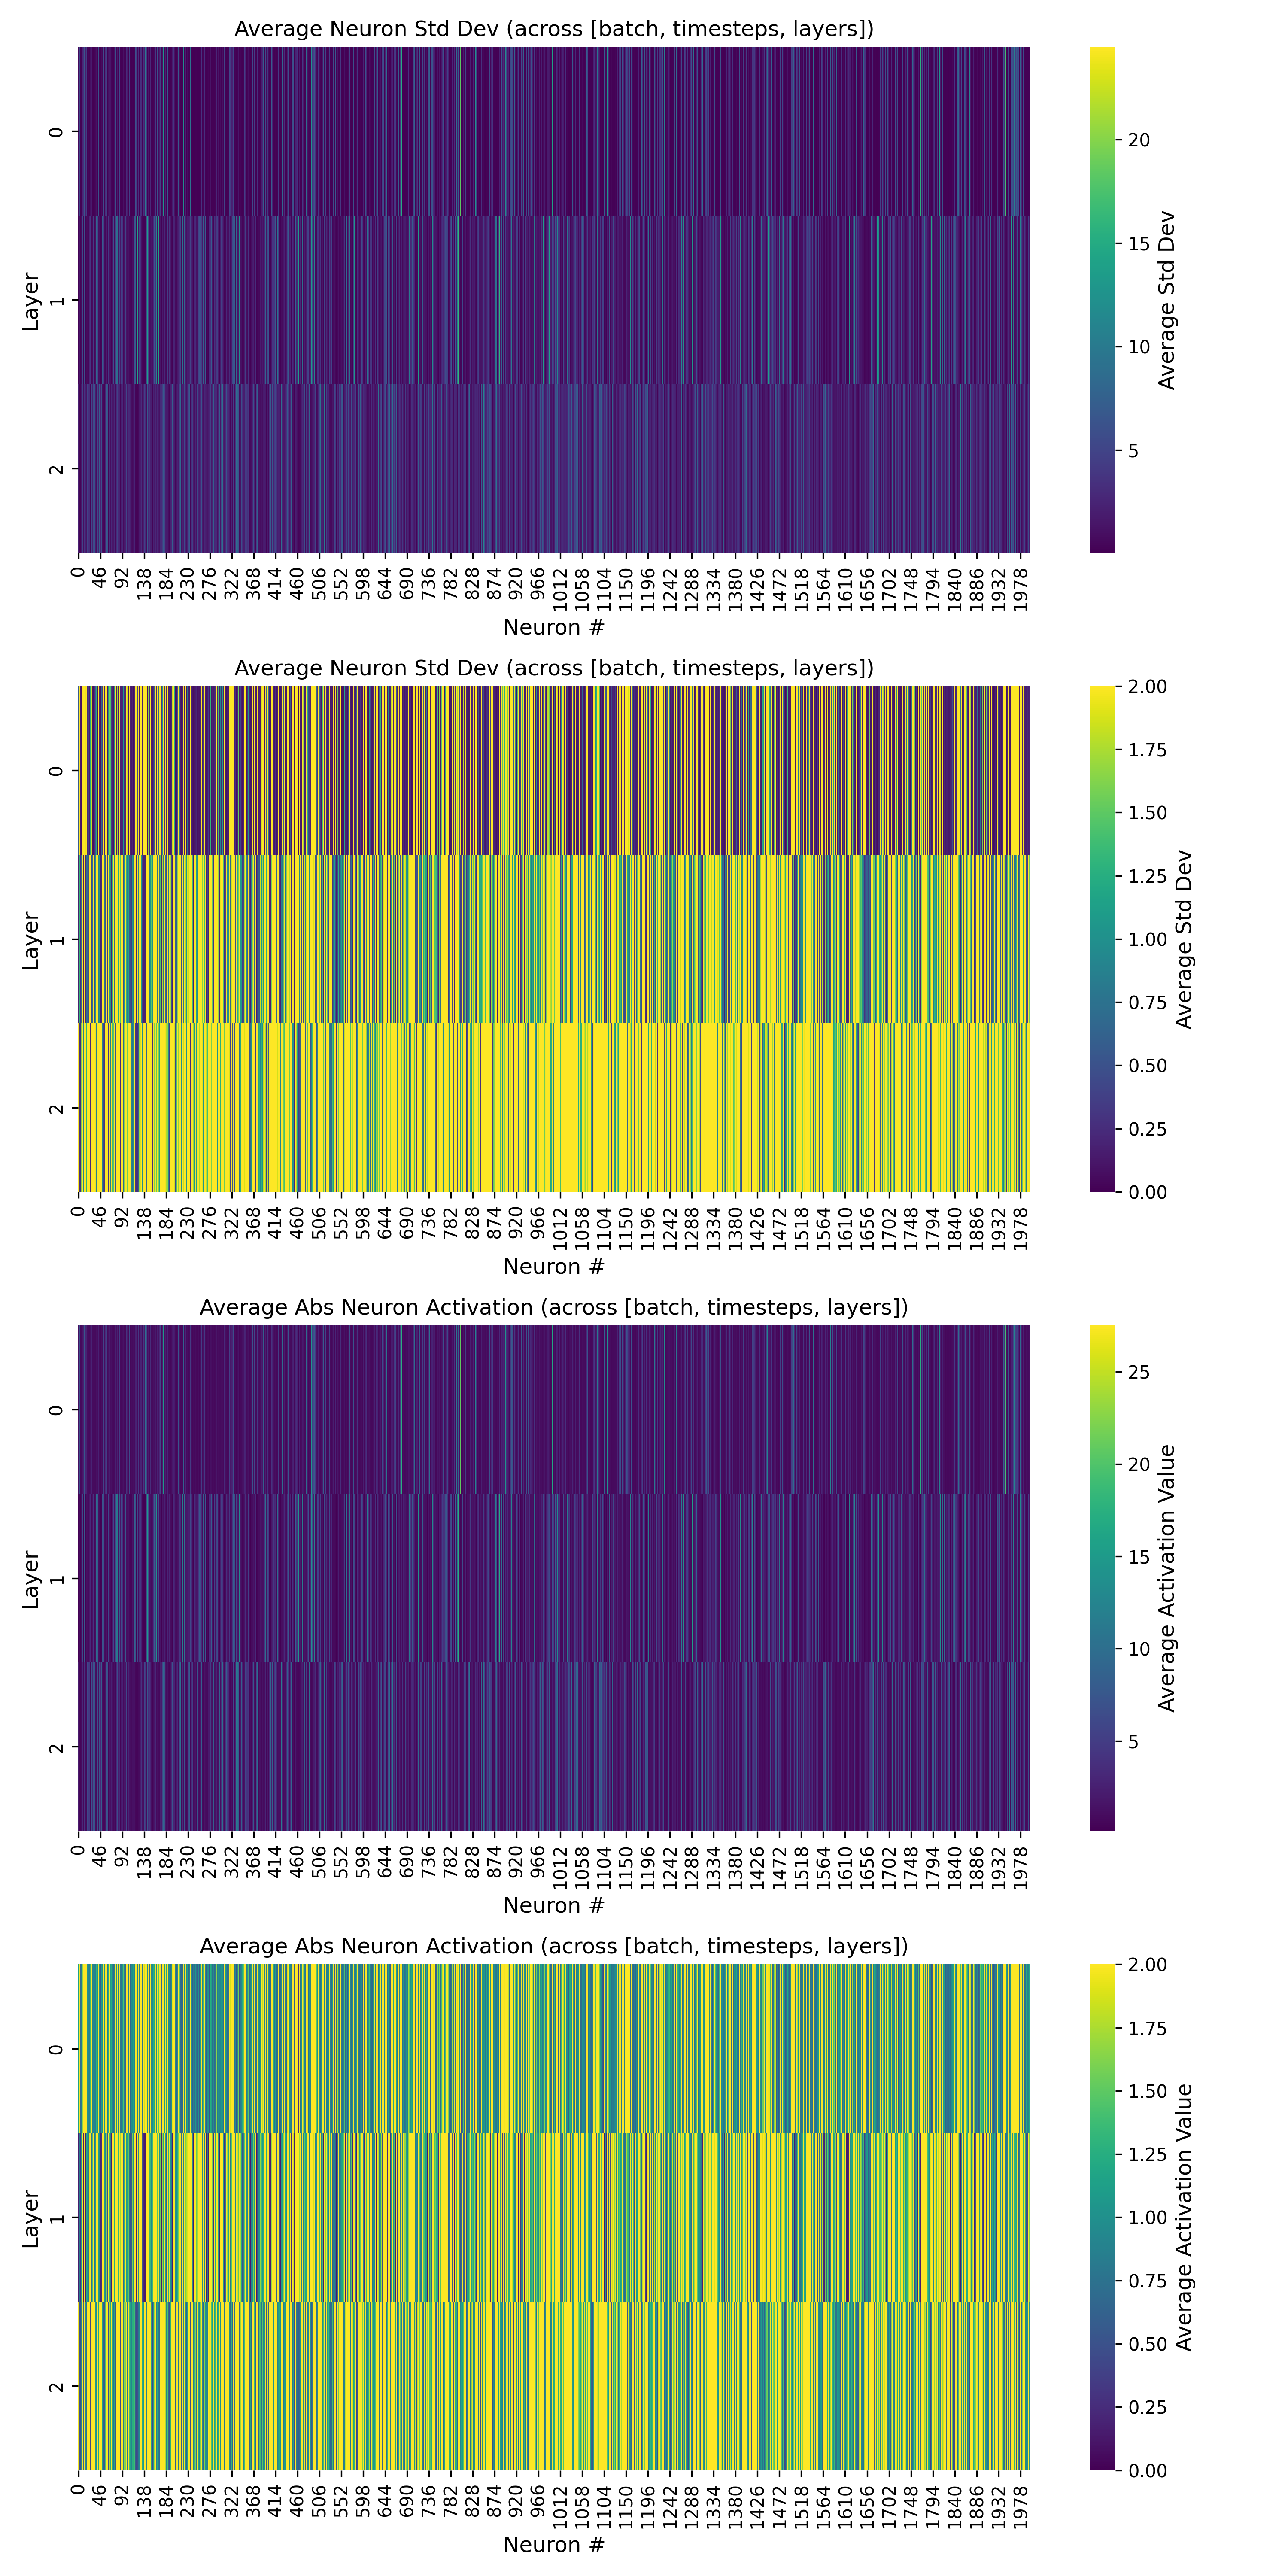 Average Neuron Std Dev (across [batch, timesteps, layers])
0
1
2
Layer
0 46 92 138 184 230 276 322 368 414 460 506 552 598 644 690 736 782 828 874 920 966 1012 1058 1104 1150 1196 1242 1288 1334 1380 1426 1472 1518 1564 1610 1656 1702 1748 1794 1840 1886 1932 1978
Neuron #
20
15
10
5
Average Std Dev
Average Neuron Std Dev (across [batch, timesteps, layers])
0
1
2
Layer
0 46 92 138 184 230 276 322 368 414 460 506 552 598 644 690 736 782 828 874 920 966 1012 1058 1104 1150 1196 1242 1288 1334 1380 1426 1472 1518 1564 1610 1656 1702 1748 1794 1840 1886 1932 1978
Neuron #
2.00
1.75
1.50
1.25
1.00
0.75
0.50
0.25
0.00
Average Std Dev
Average Abs Neuron Activation (across [batch, timesteps, layers])
0
1
2
Layer
0 46 92 138 184 230 276 322 368 414 460 506 552 598 644 690 736 782 828 874 920 966 1012 1058 1104 1150 1196 1242 1288 1334 1380 1426 1472 1518 1564 1610 1656 1702 1748 1794 1840 1886 1932 1978
Neuron #
25
20
15
10
5
Average Activation Value
Average Abs Neuron Activation (across [batch, timesteps, layers])
0
1
2
Layer
0 46 92 138 184 230 276 322 368 414 460 506 552 598 644 690 736 782 828 874 920 966 1012 1058 1104 1150 1196 1242 1288 1334 1380 1426 1472 1518 1564 1610 1656 1702 1748 1794 1840 1886 1932 1978
Neuron #
2.00
1.75
1.50
1.25
1.00
0.75
0.50
0.25
0.00
Average Activation Value